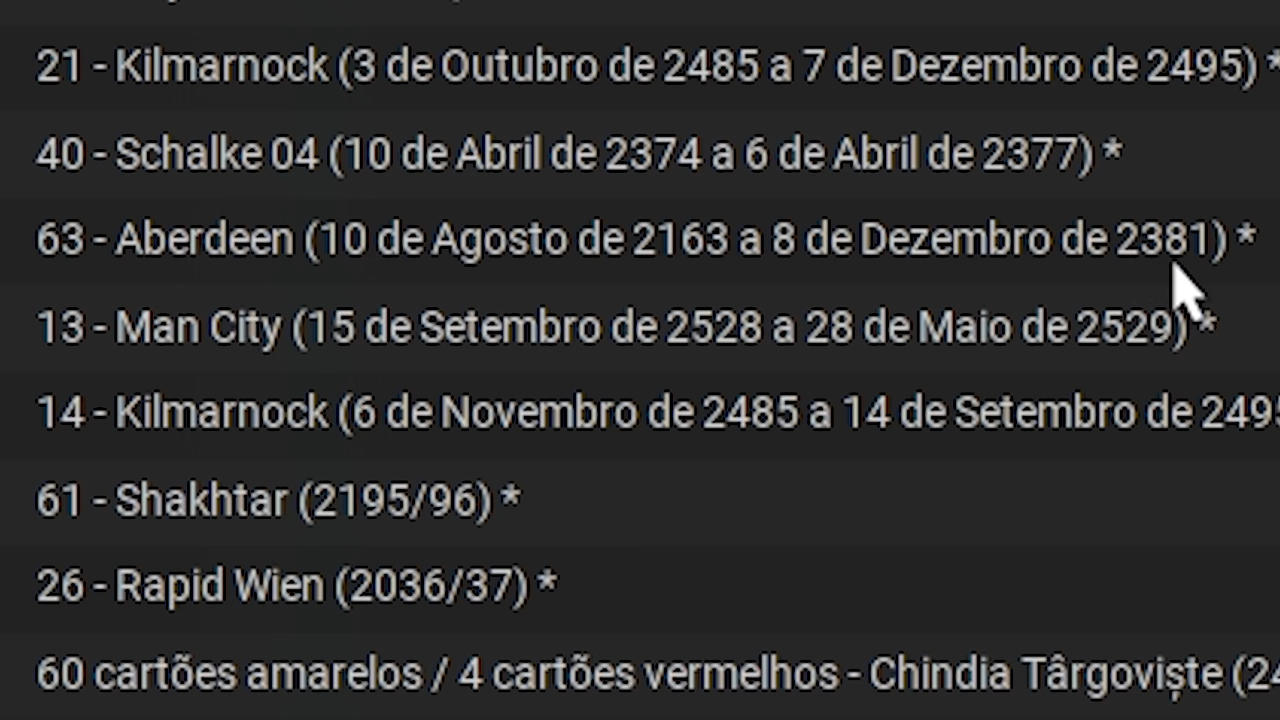 21 - Kilmarnock (3 de Outubro de 2485 a 7 de Dezembro de 2495) *
40 - Schalke 04 (10 de Abril de 2374 a 6 de Abril de 2377) *
63 - Aberdeen (10 de Agosto de 2163 a 8 de Dezembro de 2381) *
13 - Man City (15 de Setembro de 2528 a 28 de Maio de 2529) *
14 - Kilmarnock (6 de Novembro de 2485 a 14 de Setembro de 2495
61 - Shakhtar (2195/96) *
26 - Rapid Wien (2036/37) *
60 cartões amarelos / 4 cartões vermelhos - Chindia Târgoviște (24